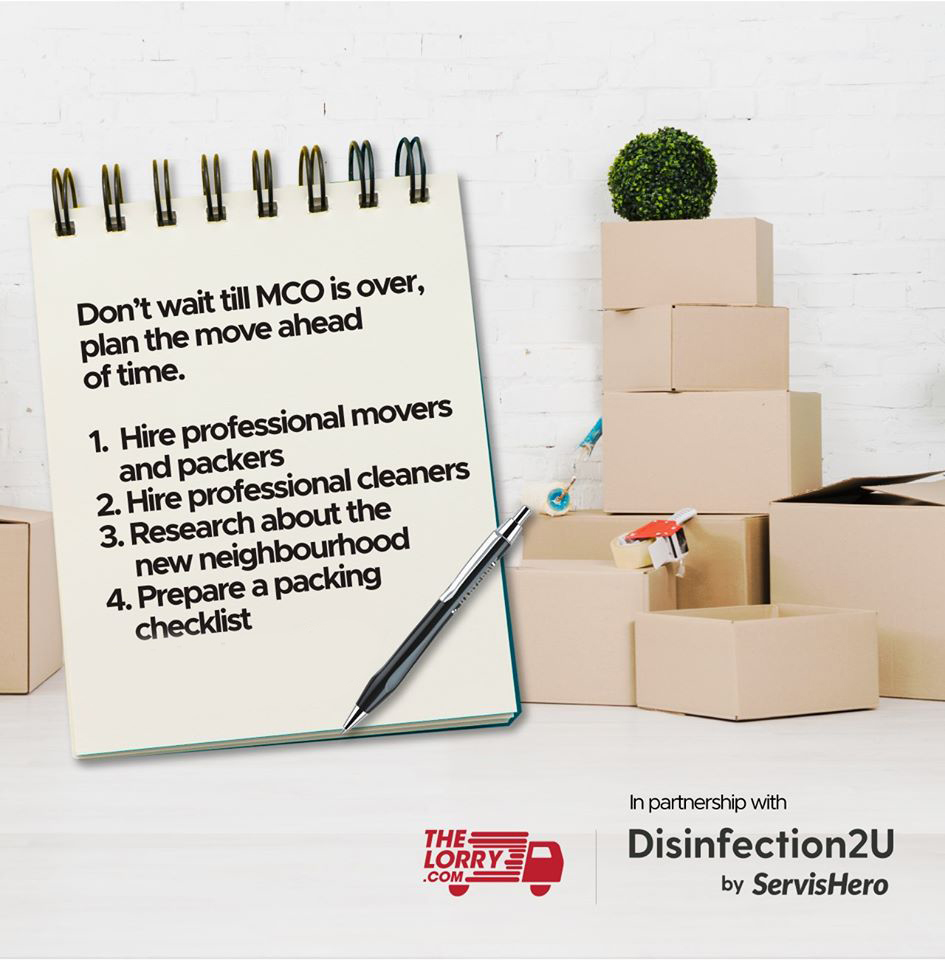 Don't wait till MCO is over,
plan the move ahead
of time.
1. Hire professional movers
and packers
2. Hire professional cleaners
3. Research about the
new neighbourhood
4. Prepare a packing
checklist
In partnership with
THE
LORRY
.COM
Disinfection2U
by ServisHero